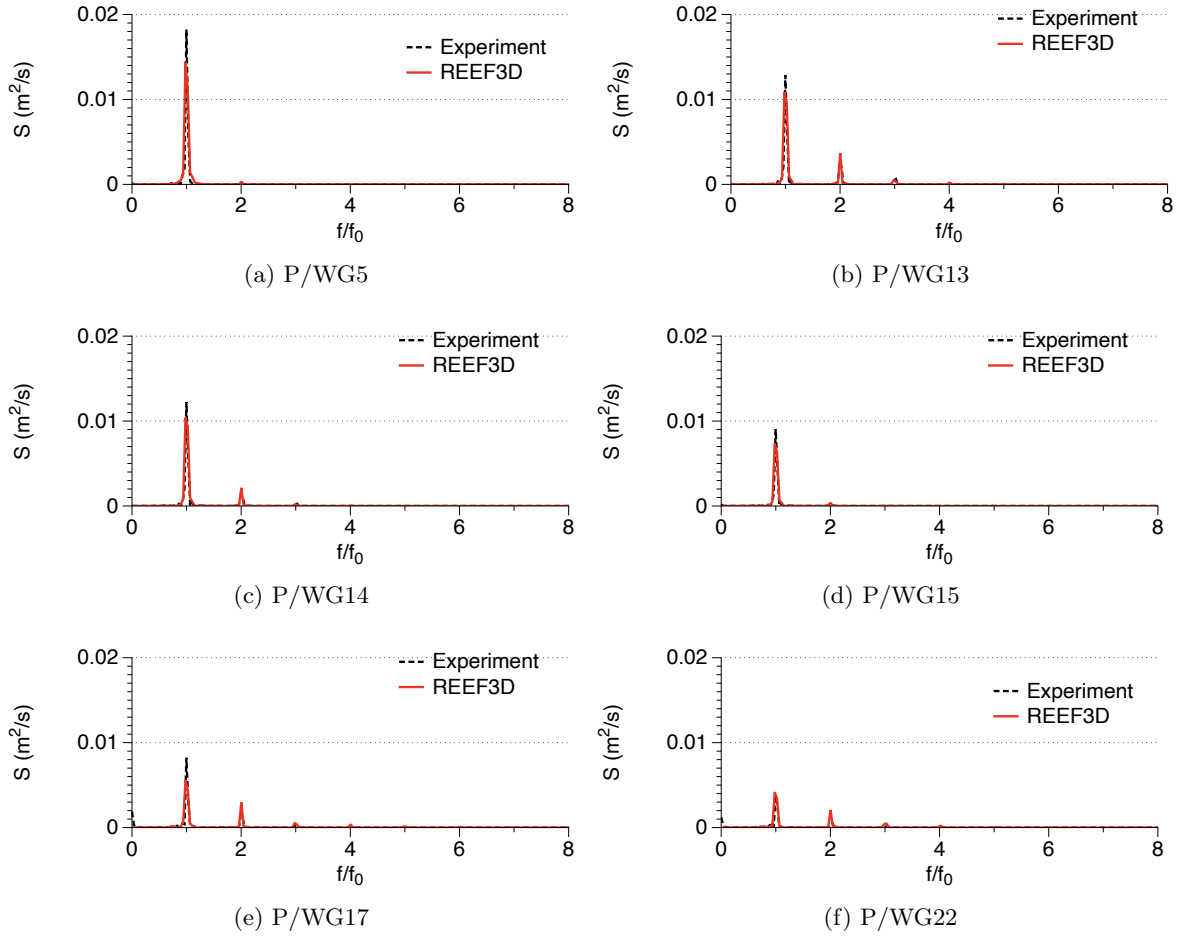 0.02
0.01
0
S (m²/s)
Experiment
REEF3D
0 2 4 6 8
f/f₀
(a) P/WG5
0.02
0.01
0
S (m²/s)
Experiment
REEF3D
0 2 4 6 8
f/f₀
(b) P/WG13
0.02
0.01
0
S (m²/s)
Experiment
REEF3D
0 2 4 6 8
f/f₀
(c) P/WG14
0.02
0.01
0
S (m²/s)
Experiment
REEF3D
0 2 4 6 8
f/f₀
(d) P/WG15
0.02
0.01
0
S (m²/s)
Experiment
REEF3D
0 2 4 6 8
f/f₀
(e) P/WG17
0.02
0.01
0
S (m²/s)
Experiment
REEF3D
0 2 4 6 8
f/f₀
(f) P/WG22